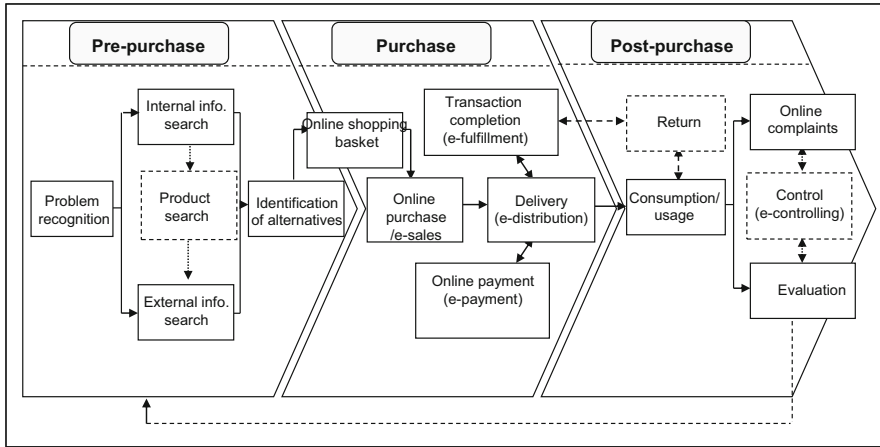 Pre-purchase
Purchase
Post-purchase
Internal info.
search
Problem
recognition
Product
search
External info.
search
Identification
of alternatives
Online shopping
basket
Online
purchase
/e-sales
Transaction
completion
(e-fulfillment)
Delivery
(e-distribution)
Online payment
(e-payment)
Return
Consumption/
usage
Online
complaints
Control
(e-controlling)
Evaluation